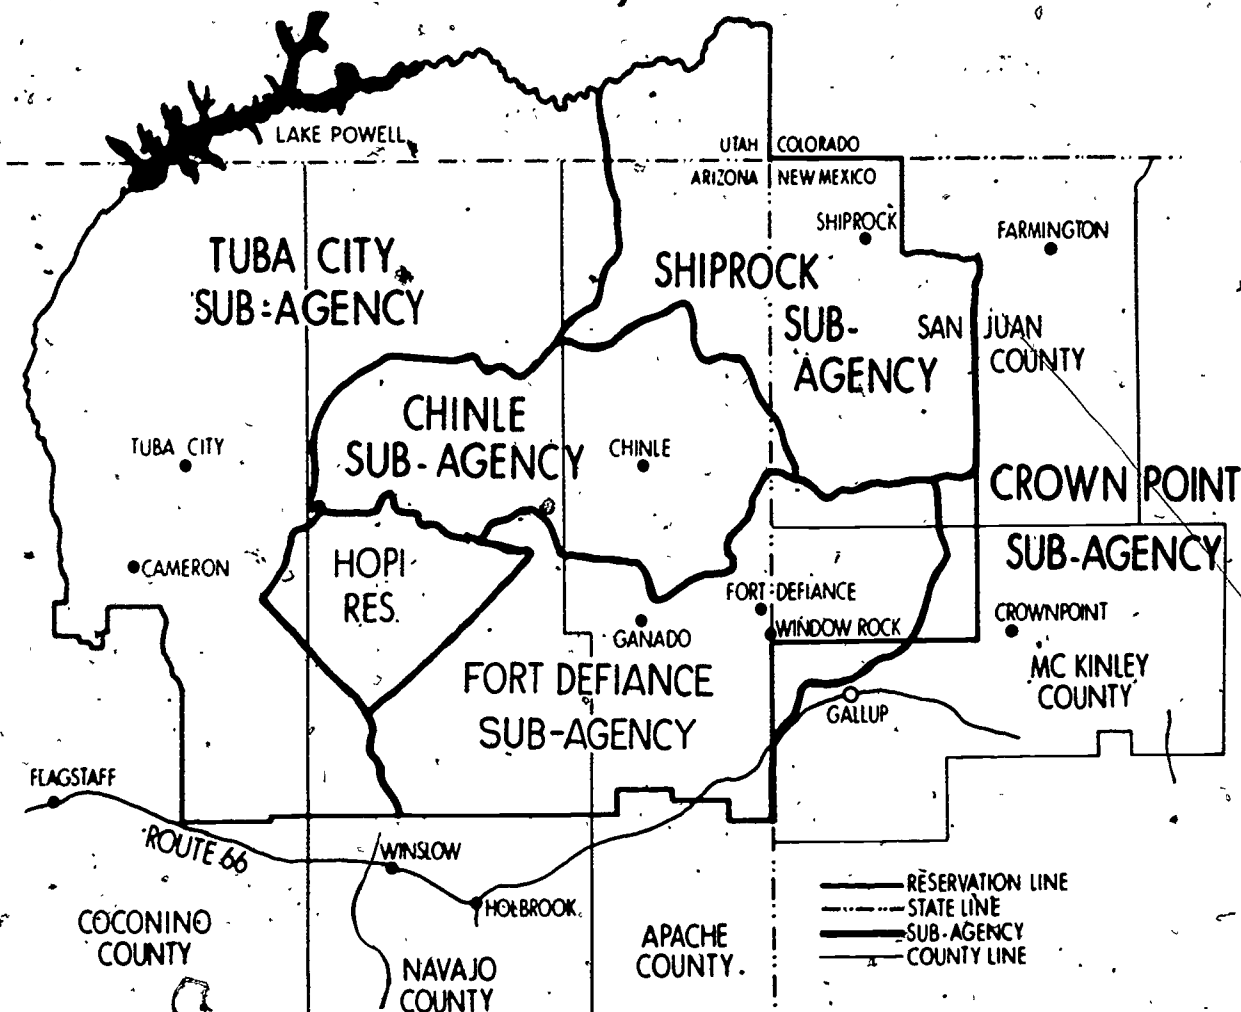 LAKE POWELL
UTAH COLORADO
ARIZONA NEW MEXICO
SHIPROCK
FARMINGTON
TUBA CITY
SUB-AGENCY
SHIPROCK
SUB-
AGENCY
SAN JUAN
COUNTY
CHINLE
SUB-AGENCY
TUBA CITY
CHINLE
CROWN POINT
SUB-AGENCY
HOPI
RES.
CAMERON
FORT DEFIANCE
WINDOW ROCK
CROWNPOINT
GANADO
MC KINLEY
COUNTY
FORT DEFIANCE
SUB-AGENCY
GALLUP
FLAGSTAFF
ROUTE 66
WINSLOW
HOLBROOK
COCONINO
COUNTY
NAVAJO
COUNTY
APACHE
COUNTY.
RESERVATION LINE
STATE LINE
SUB-AGENCY
COUNTY LINE